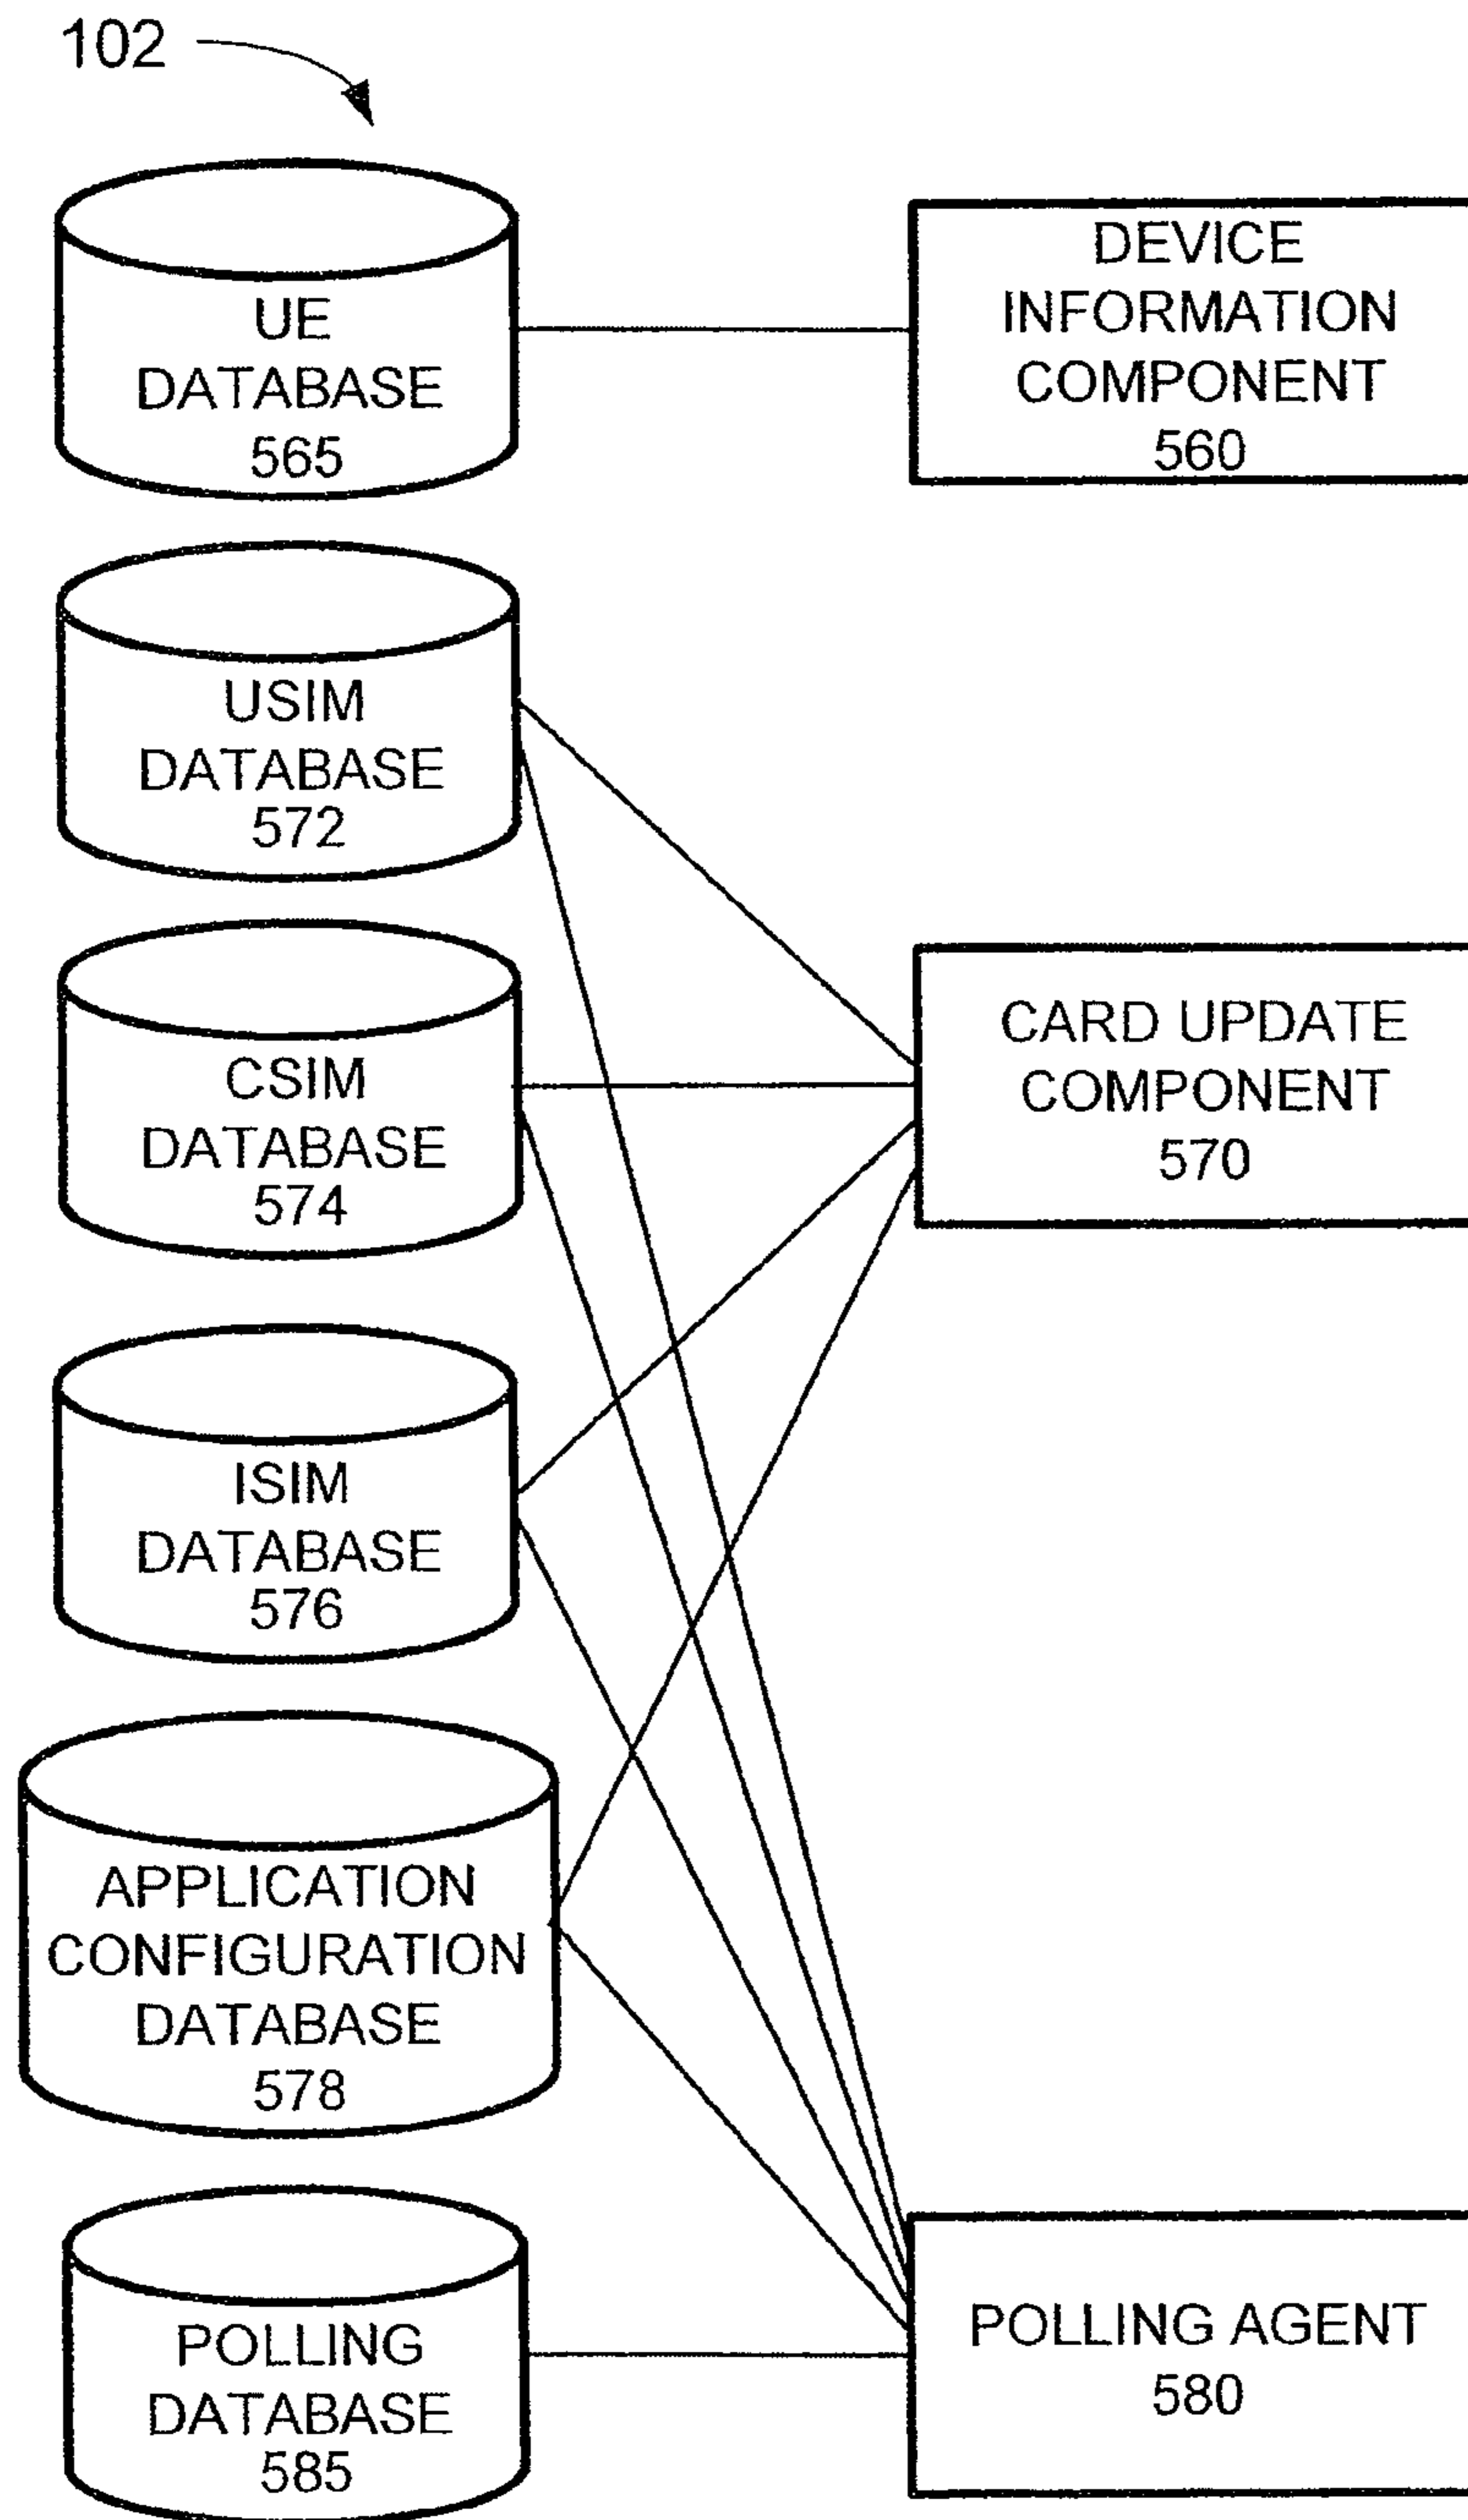 102
UE
DATABASE
565
DEVICE
INFORMATION
COMPONENT
560
USIM
DATABASE
572
CSIM
DATABASE
574
CARD UPDATE
COMPONENT
570
ISIM
DATABASE
576
APPLICATION
CONFIGURATION
DATABASE
578
POLLING
DATABASE
585
POLLING AGENT
580